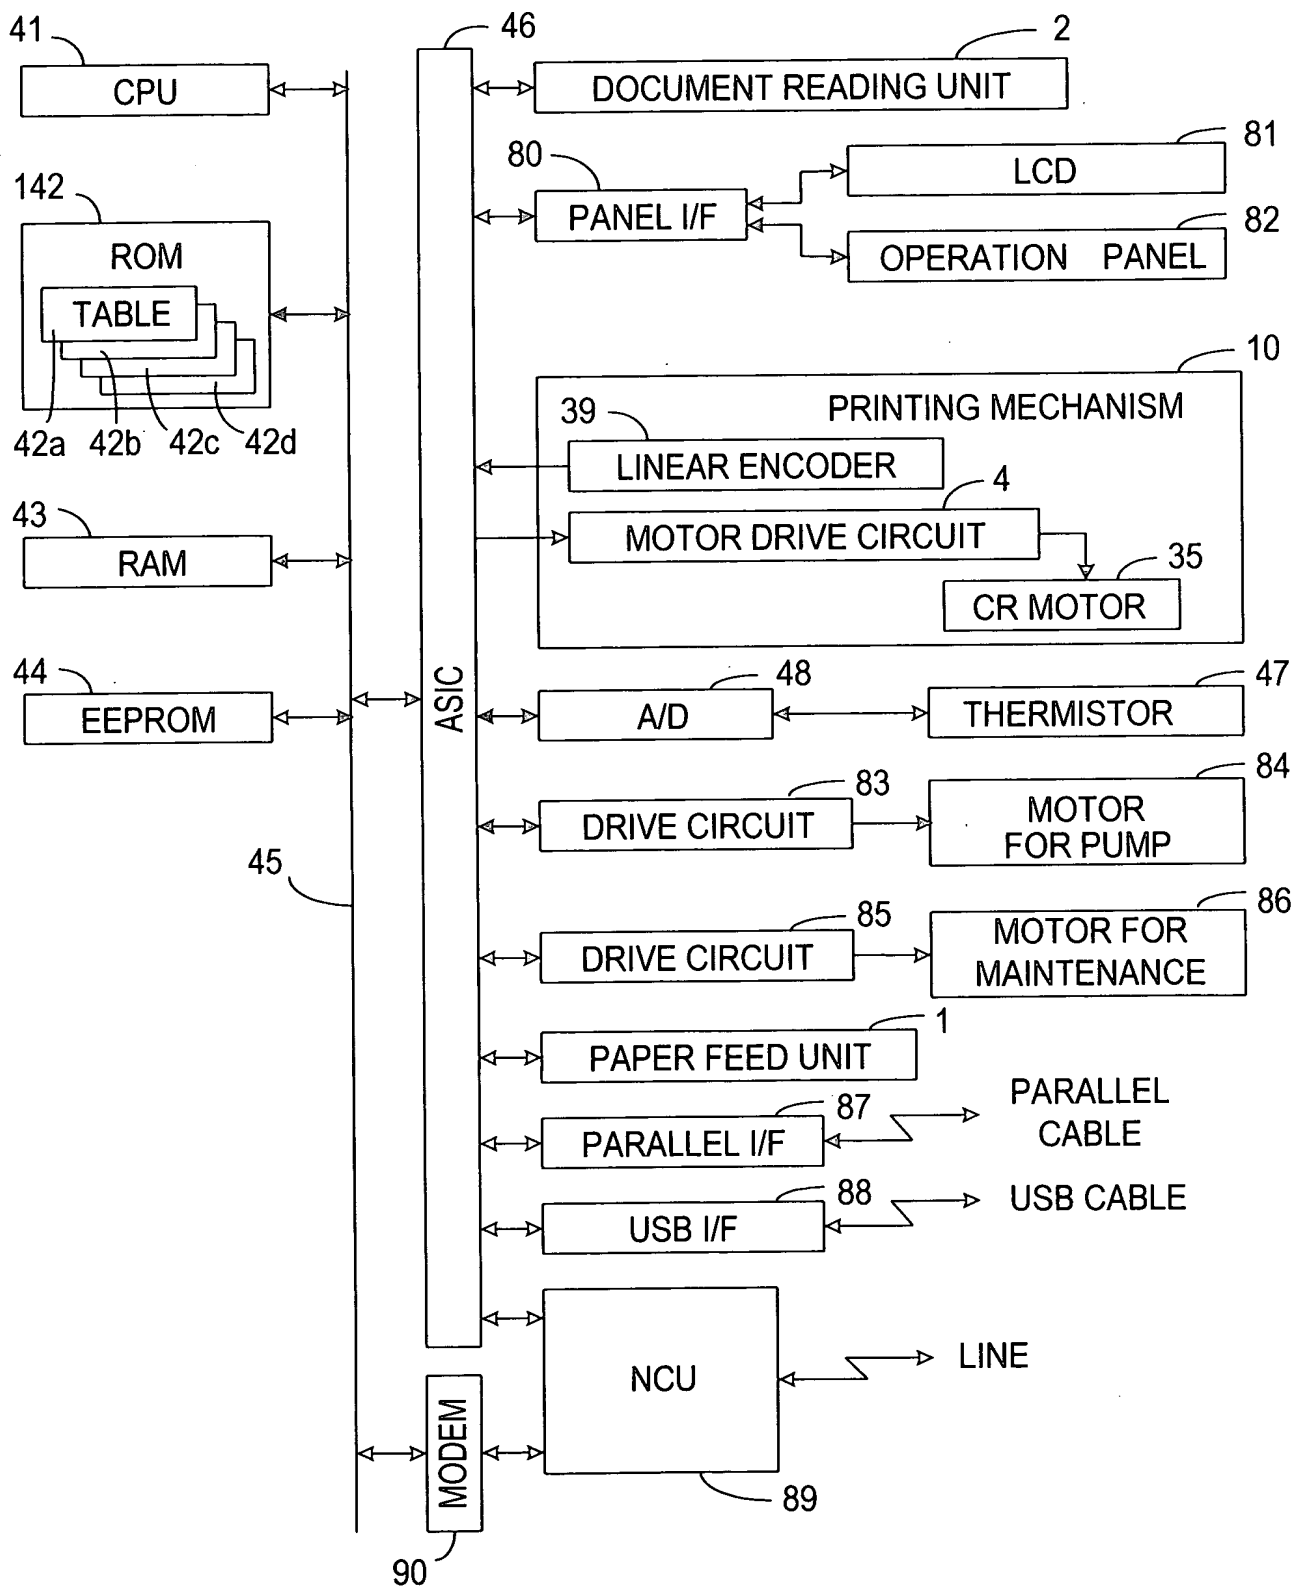 41
CPU
142
ROM
TABLE
42a
42b
42c
42d
43
RAM
44
EEPROM
45
46
ASIC
2
DOCUMENT READING UNIT
80
PANEL I/F
81
LCD
82
OPERATION PANEL
10
PRINTING MECHANISM
39
LINEAR ENCODER
4
MOTOR DRIVE CIRCUIT
35
CR MOTOR
48
A/D
47
THERMISTOR
83
DRIVE CIRCUIT
84
MOTOR
FOR PUMP
85
DRIVE CIRCUIT
86
MOTOR FOR
MAINTENANCE
1
PAPER FEED UNIT
87
PARALLEL I/F
PARALLEL
CABLE
88
USB I/F
USB CABLE
NCU
LINE
89
MODEM
90